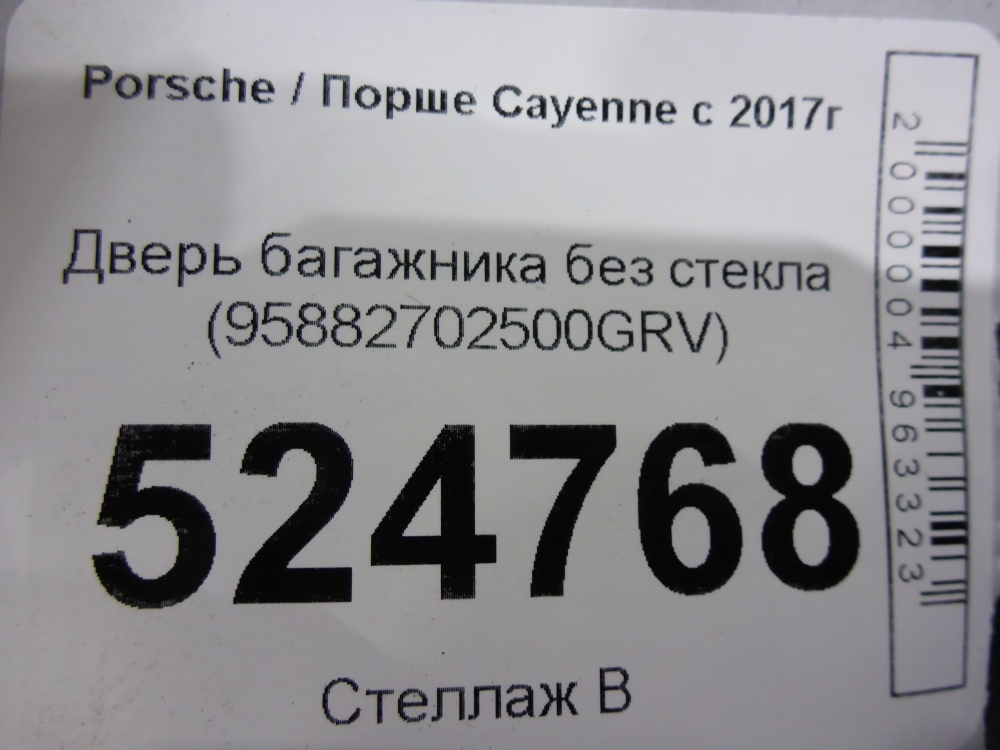 Porsche / Порше Cayenne с 2017г
Дверь багажника без стекла
(95882702500GRV)
524768
Стеллаж В
2000004963323